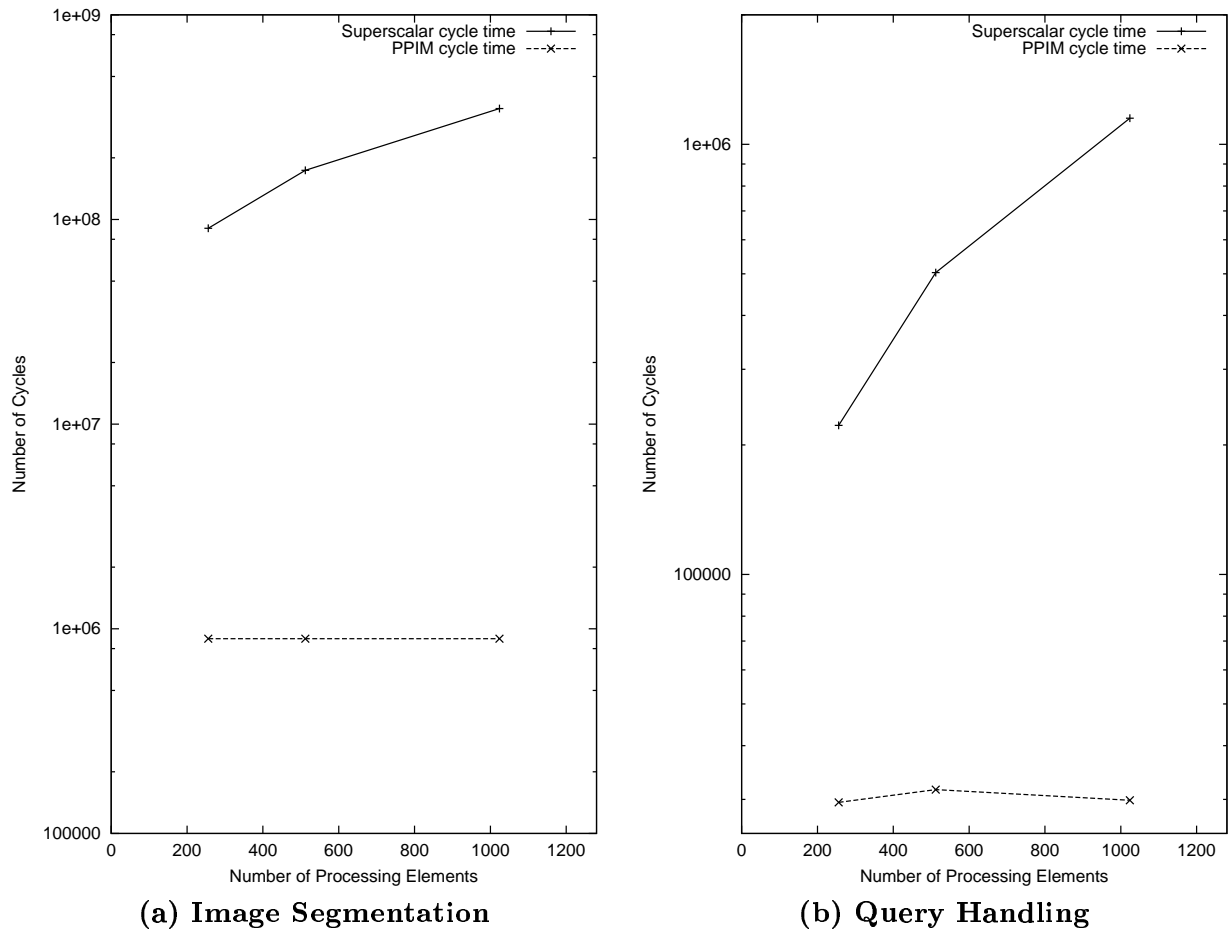 1e+09
1e+08
1e+07
1e+06
100000
0 200 400 600 800 1000 1200
Number of Cycles
Number of Processing Elements
Superscalar cycle time
PPIM cycle time
(a) Image Segmentation
1e+06
100000
0 200 400 600 800 1000 1200
Number of Cycles
Number of Processing Elements
Superscalar cycle time
PPIM cycle time
(b) Query Handling